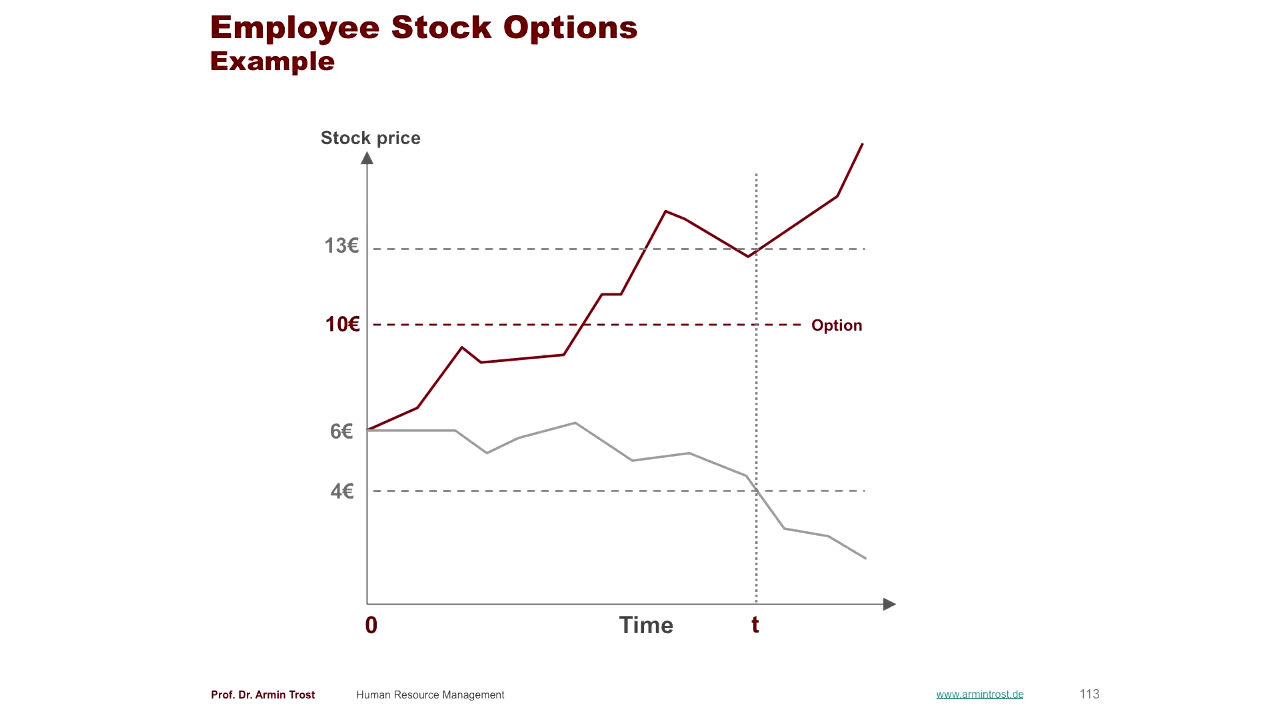 Employee Stock Options
Example
Stock price
13€
10€
Option
6€
4€
0
Time
t
Prof. Dr. Armin Trost
Human Resource Management
www.armintrost.de
113